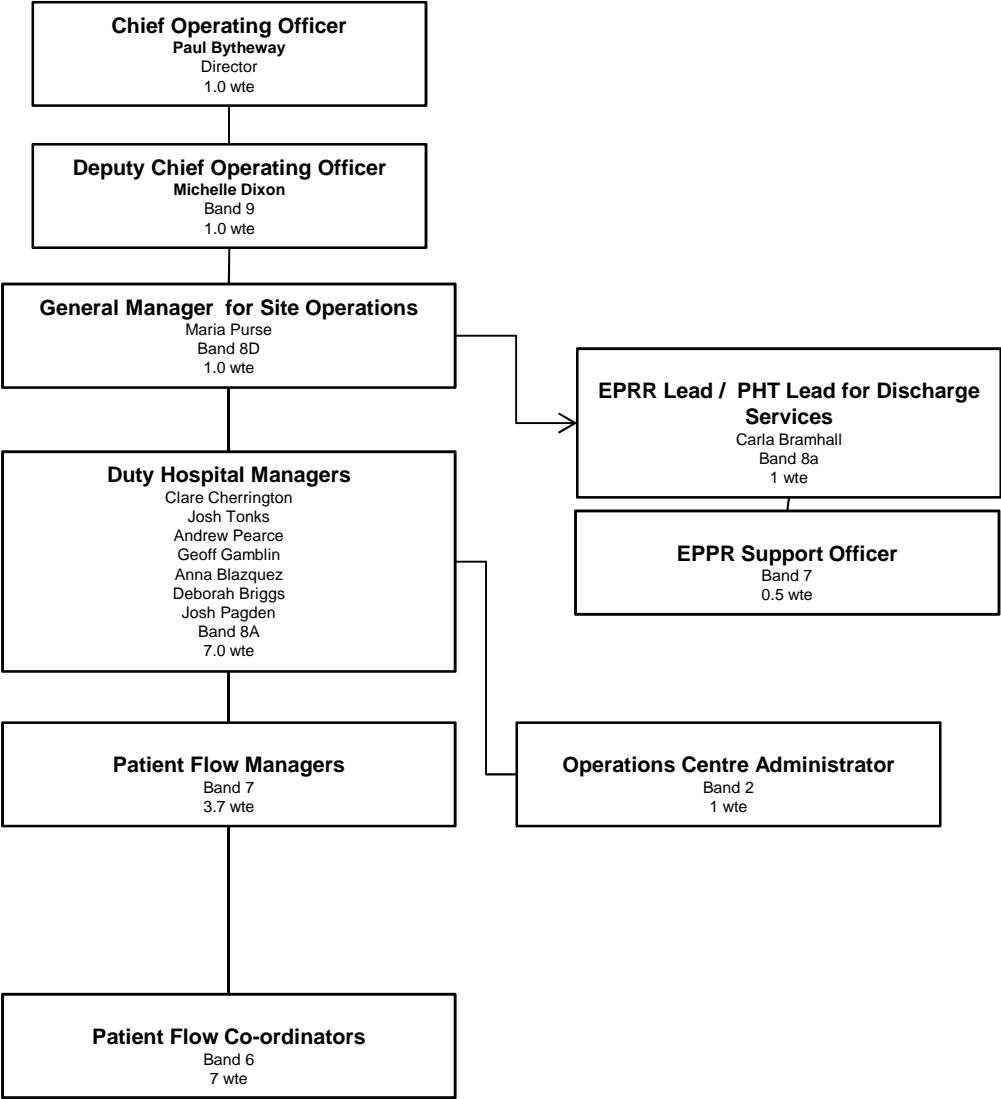 Chief Operating Officer
Paul Bytheway
Director
1.0 wte
Deputy Chief Operating Officer
Michelle Dixon
Band 9
1.0 wte
General Manager  for Site Operations
Maria Purse
Band 8D
1.0 wte
EPRR Lead /  PHT Lead for Discharge
Services
Carla Bramhall
Band 8a
1 wte
Duty Hospital Managers
Clare Cherrington
Josh Tonks
Andrew Pearce
Geoff Gamblin
Anna Blazquez
Deborah Briggs
Josh Pagden
Band 8A
7.0 wte
EPPR Support Officer
Band 7
0.5 wte
Patient Flow Managers
Band 7
3.7 wte
Operations Centre Administrator
Band 2
1 wte
Patient Flow Co-ordinators
Band 6
7 wte